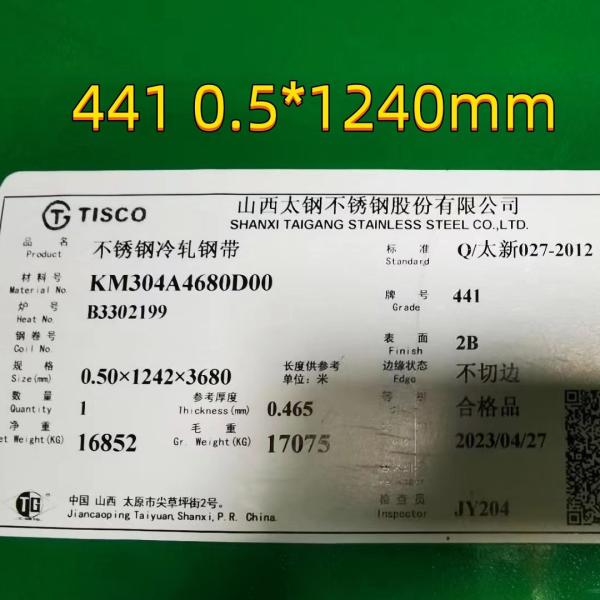 441 0.5*1240mm
TISCO
山西太钢不锈钢股份有限公司
SHANXI TAIGANG STAINLESS STEEL CO.,LTD.
品名 不锈钢冷轧钢带 标准 Q/太新027-2012
Product Standard
材料号 KM304A4680D00 牌号 441
Material No. Grade
炉号 B3302199
Heat No.
钢卷号 表面 2B
Coil No. Finish
规格 0.50×1242×3680 长度供参考 边缘状态 不切边
Size(mm) 单位：米 Edge
数量 1 参考厚度 0.465 合格品
Quantity Thickness(mm)
净重 16852 毛重 17075 2023/04/27
et Weight(KG) Gr. Weight(KG)
TG 中国 山西 太原市尖草坪街2号。 检查员 JY204
Jiancaoping Taiyuan,Shanxi,P.R. China. Inspector